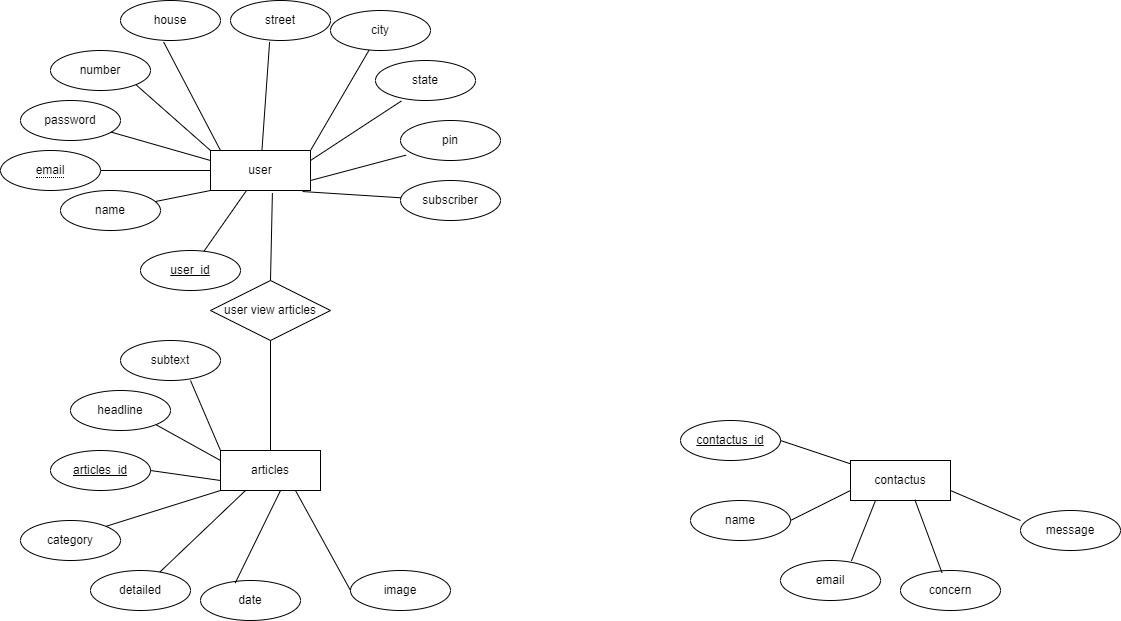 house
street
city
number
state
password
pin
email
user
subscriber
name
user_id
user view articles
subtext
headline
articles_id
articles
category
detailed
date
image
contactus_id
contactus
name
message
email
concern